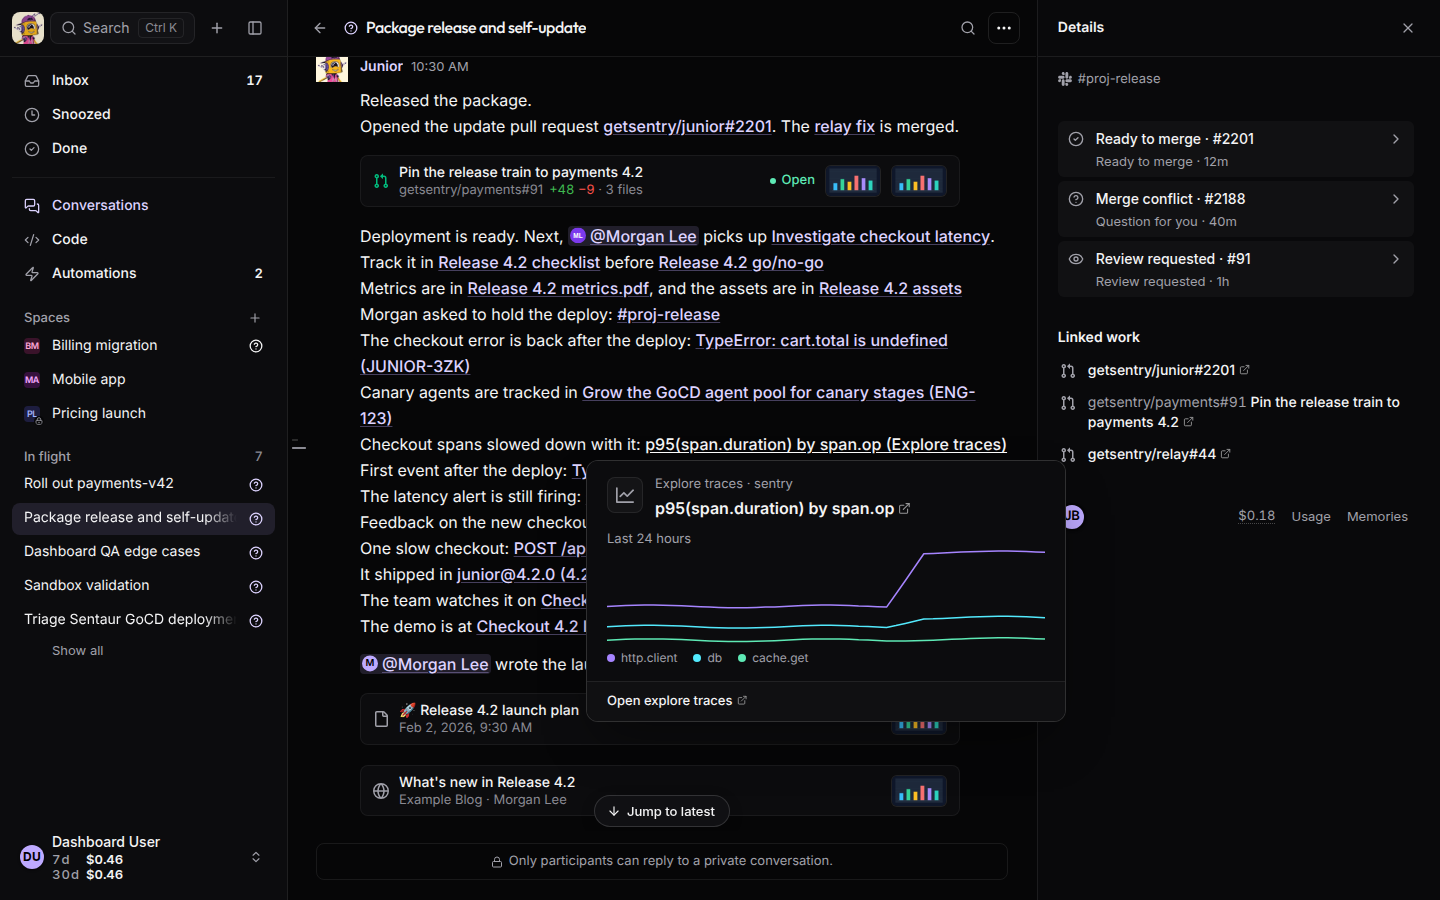 Search Ctrl K
Inbox 17
Snoozed
Done
Conversations
Code
Automations 2
Spaces
BM Billing migration
MA Mobile app
PL Pricing launch
In flight 7
Roll out payments-v42
Package release and self-updat
Dashboard QA edge cases
Sandbox validation
Triage Sentaur GoCD deployme
Show all
DU Dashboard User
7d $0.46
30d $0.46
Package release and self-update
Junior 10:30 AM
Released the package.
Opened the update pull request getsentry/junior#2201. The relay fix is merged.
Pin the release train to payments 4.2
getsentry/payments#91 +48 −9 · 3 files
Open
Deployment is ready. Next, ML @Morgan Lee picks up Investigate checkout latency.
Track it in Release 4.2 checklist before Release 4.2 go/no-go
Metrics are in Release 4.2 metrics.pdf, and the assets are in Release 4.2 assets
Morgan asked to hold the deploy: #proj-release
The checkout error is back after the deploy: TypeError: cart.total is undefined
(JUNIOR-3ZK)
Canary agents are tracked in Grow the GoCD agent pool for canary stages (ENG-
123)
Checkout spans slowed down with it: p95(span.duration) by span.op (Explore traces)
First event after the deploy: Ty
The latency alert is still firing:
Feedback on the new checkou
One slow checkout: POST /ap
It shipped in junior@4.2.0 (4.2
The team watches it on Check
The demo is at Checkout 4.2
M @Morgan Lee wrote the lau
🚀 Release 4.2 launch plan
Feb 2, 2026, 9:30 AM
What's new in Release 4.2
Example Blog · Morgan Lee
Jump to latest
Only participants can reply to a private conversation.
Explore traces · sentry
p95(span.duration) by span.op
Last 24 hours
http.client db cache.get
Open explore traces
Details
#proj-release
Ready to merge · #2201
Ready to merge · 12m
Merge conflict · #2188
Question for you · 40m
Review requested · #91
Review requested · 1h
Linked work
getsentry/junior#2201
getsentry/payments#91 Pin the release train to
payments 4.2
getsentry/relay#44
JB $0.18 Usage Memories